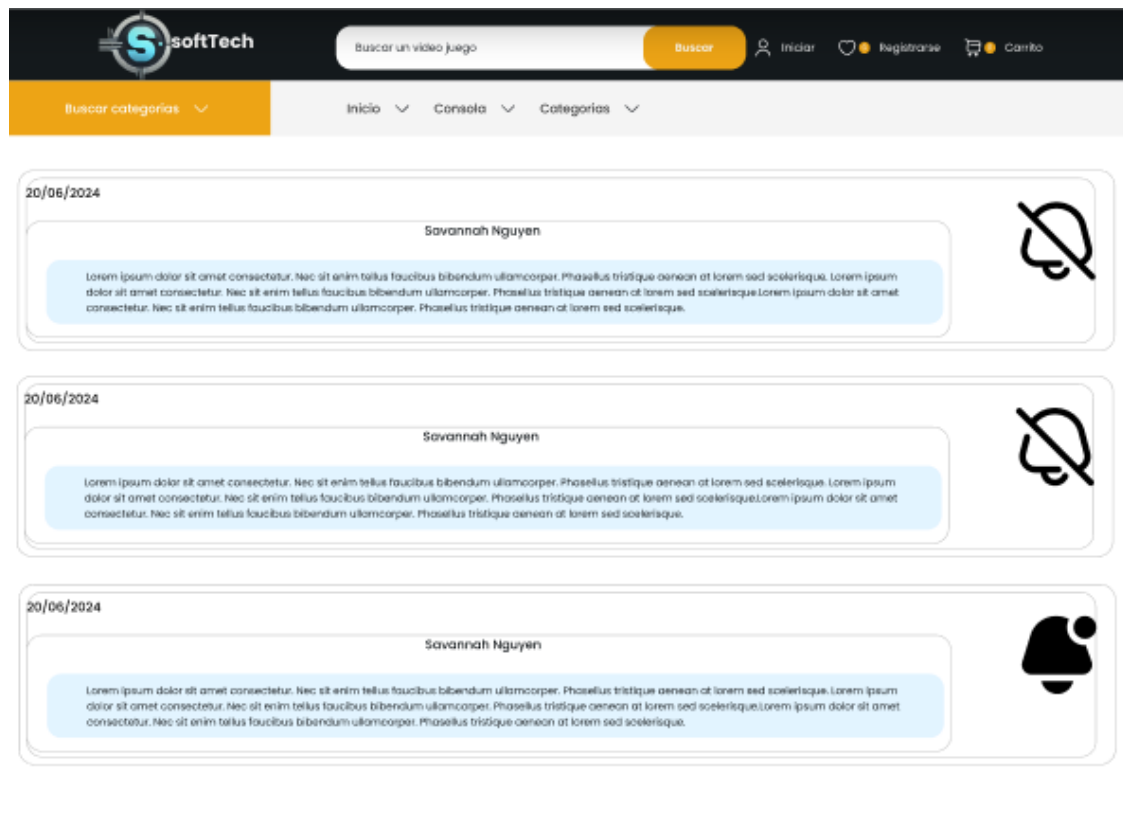 S softTech
Buscar un video juego
Buscar
Iniciar
Registrarse
Carrito
Buscar categorias
Inicio
Consola
Categorias
20/06/2024
Savannah Nguyen
Lorem ipsum dolor sit amet consectetur. Nec sit enim tellus faucibus bibendum ullamcorper. Phasellus tristique aenean at lorem sed scelerisque. Lorem ipsum
dolor sit amet consectetur. Nec sit enim tellus faucibus bibendum ullamcorper. Phasellus tristique aenean at lorem sed scelerisque.Lorem ipsum dolor sit amet
consectetur. Nec sit enim tellus faucibus bibendum ullamcorper. Phasellus tristique aenean at lorem sed scelerisque.
20/06/2024
Savannah Nguyen
Lorem ipsum dolor sit amet consectetur. Nec sit enim tellus faucibus bibendum ullamcorper. Phasellus tristique aenean at lorem sed scelerisque. Lorem ipsum
dolor sit amet consectetur. Nec sit enim tellus faucibus bibendum ullamcorper. Phasellus tristique aenean at lorem sed scelerisque.Lorem ipsum dolor sit amet
consectetur. Nec sit enim tellus faucibus bibendum ullamcorper. Phasellus tristique aenean at lorem sed scelerisque.
20/06/2024
Savannah Nguyen
Lorem ipsum dolor sit amet consectetur. Nec sit enim tellus faucibus bibendum ullamcorper. Phasellus tristique aenean at lorem sed scelerisque. Lorem ipsum
dolor sit amet consectetur. Nec sit enim tellus faucibus bibendum ullamcorper. Phasellus tristique aenean at lorem sed scelerisque.Lorem ipsum dolor sit amet
consectetur. Nec sit enim tellus faucibus bibendum ullamcorper. Phasellus tristique aenean at lorem sed scelerisque.